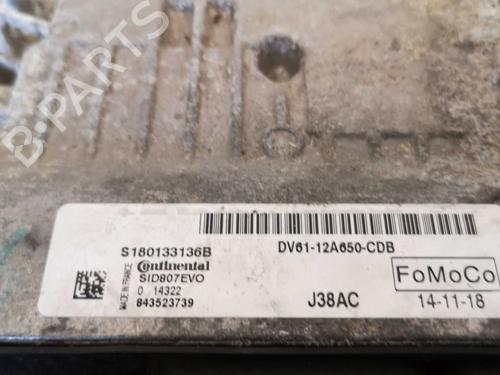 B-PARTS
S180133136B
Continental
SID807EVO
0 14322
843523739
MADE IN FRANCE
DV61-12A650-CDB
J38AC
FoMoCo
14-11-18